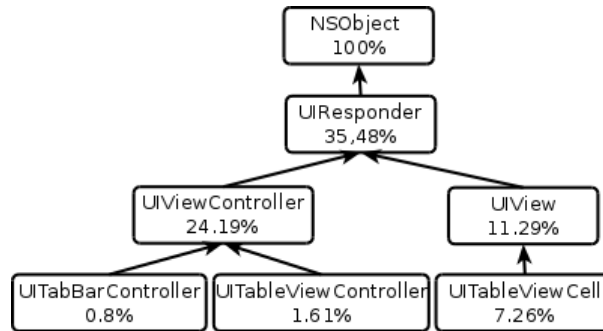 NSObject
100%
UIResponder
35,48%
UIViewController
24.19%
UIView
11.29%
UITabBarController
0.8%
UITableViewController
1.61%
UITableViewCell
7.26%